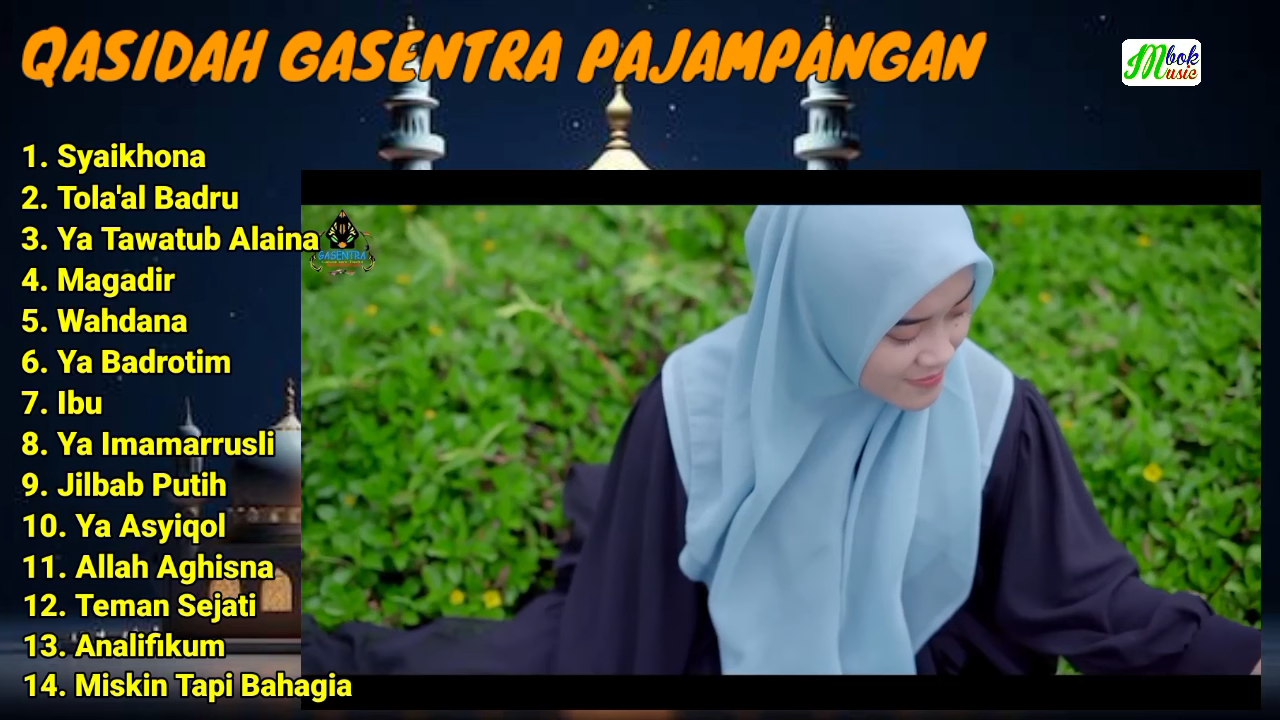 QASIDAH GASENTRA PAJAMPANGAN
Mbok
Music
1. Syaikhona
2. Tola'al Badru
3. Ya Tawatub Alaina
4. Magadir
5. Wahdana
6. Ya Badrotim
7. Ibu
8. Ya Imamarrusli
9. Jilbab Putih
10. Ya Asyiqol
11. Allah Aghisna
12. Teman Sejati
13. Analifikum
14. Miskin Tapi Bahagia
GASENTRA